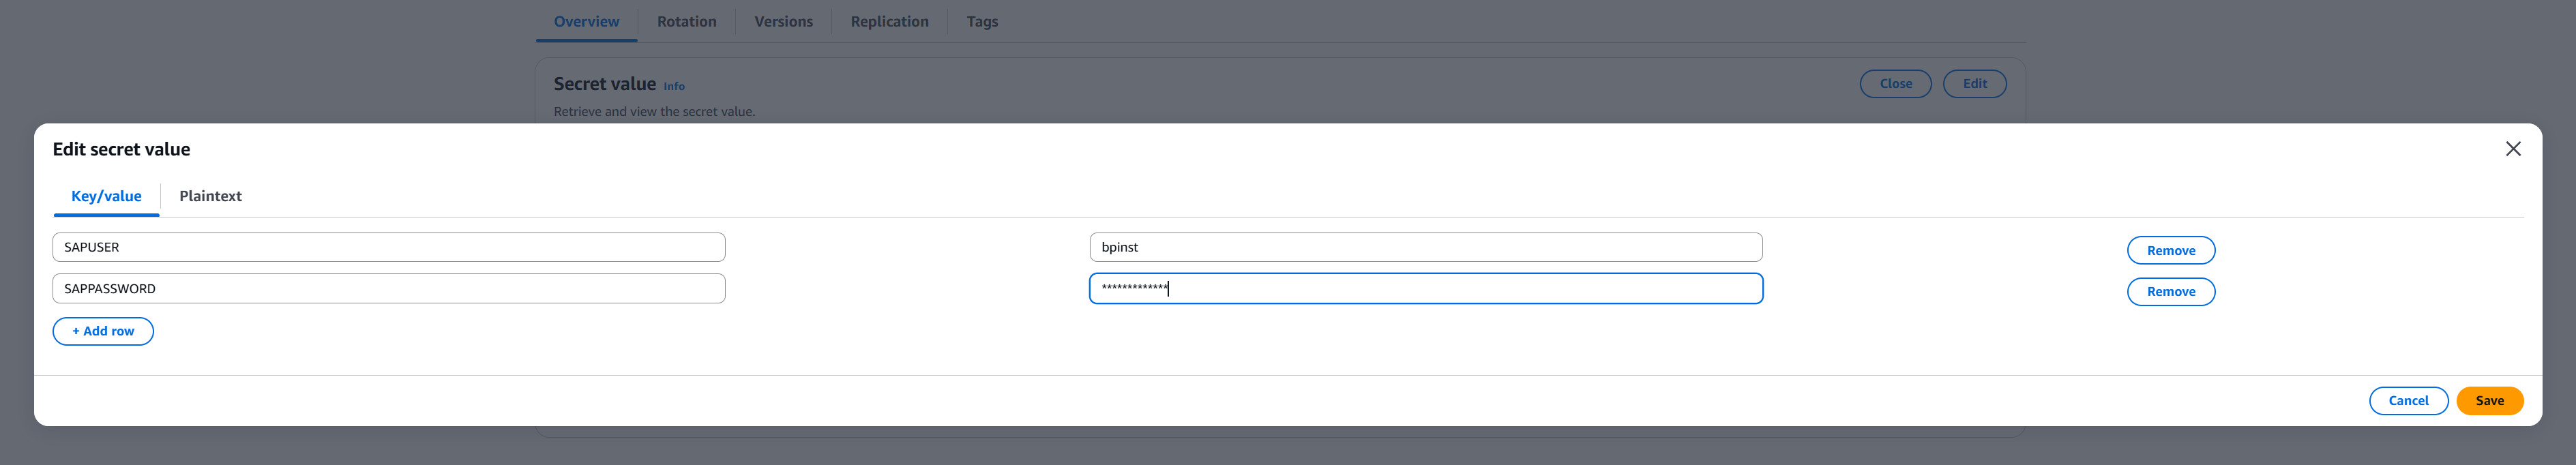 Overview Rotation Versions Replication Tags
Secret value Info Close Edit
Retrieve and view the secret value.
Edit secret value
Key/value Plaintext
SAPUSER bpinst Remove
SAPPASSWORD ************* Remove
+ Add row
Cancel Save